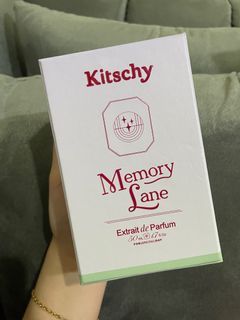 Kitschy
Memory
Lane
Extrait de Parfum